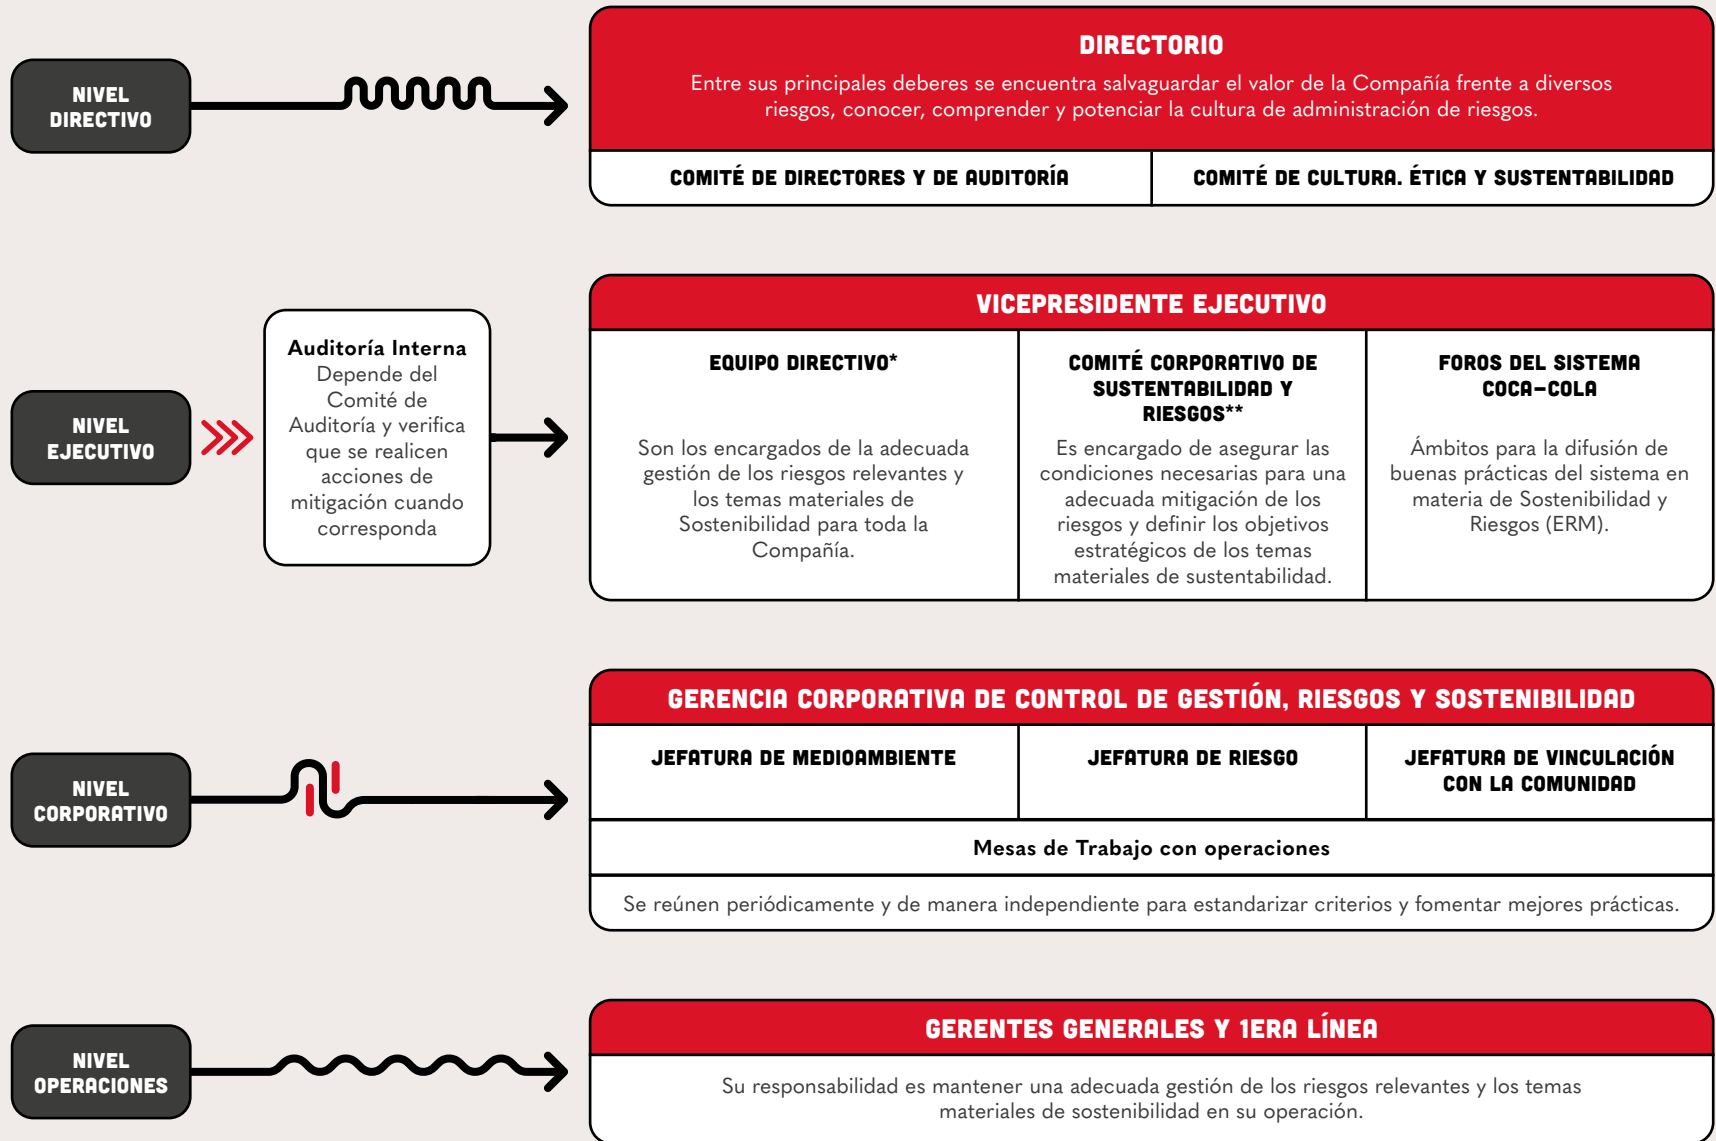 NIVEL
DIRECTIVO
DIRECTORIO
Entre sus principales deberes se encuentra salvaguardar el valor de la Compañía frente a diversos
riesgos, conocer, comprender y potenciar la cultura de administración de riesgos.
COMITÉ DE DIRECTORES Y DE AUDITORÍA
COMITÉ DE CULTURA. ÉTICA Y SUSTENTABILIDAD
NIVEL
EJECUTIVO
Auditoría Interna
Depende del
Comité de
Auditoría y verifica
que se realicen
acciones de
mitigación cuando
corresponda
VICEPRESIDENTE EJECUTIVO
EQUIPO DIRECTIVO*
Son los encargados de la adecuada
gestión de los riesgos relevantes y
los temas materiales de
Sostenibilidad para toda la
Compañía.
COMITÉ CORPORATIVO DE
SUSTENTABILIDAD Y
RIESGOS**
Es encargado de asegurar las
condiciones necesarias para una
adecuada mitigación de los
riesgos y definir los objetivos
estratégicos de los temas
materiales de sustentabilidad.
FOROS DEL SISTEMA
COCA-COLA
Ámbitos para la difusión de
buenas prácticas del sistema en
materia de Sostenibilidad y
Riesgos (ERM).
NIVEL
CORPORATIVO
GERENCIA CORPORATIVA DE CONTROL DE GESTIÓN, RIESGOS Y SOSTENIBILIDAD
JEFATURA DE MEDIOAMBIENTE
JEFATURA DE RIESGO
JEFATURA DE VINCULACIÓN
CON LA COMUNIDAD
Mesas de Trabajo con operaciones
Se reúnen periódicamente y de manera independiente para estandarizar criterios y fomentar mejores prácticas.
NIVEL
OPERACIONES
GERENTES GENERALES Y 1ERA LÍNEA
Su responsabilidad es mantener una adecuada gestión de los riesgos relevantes y los temas
materiales de sostenibilidad en su operación.